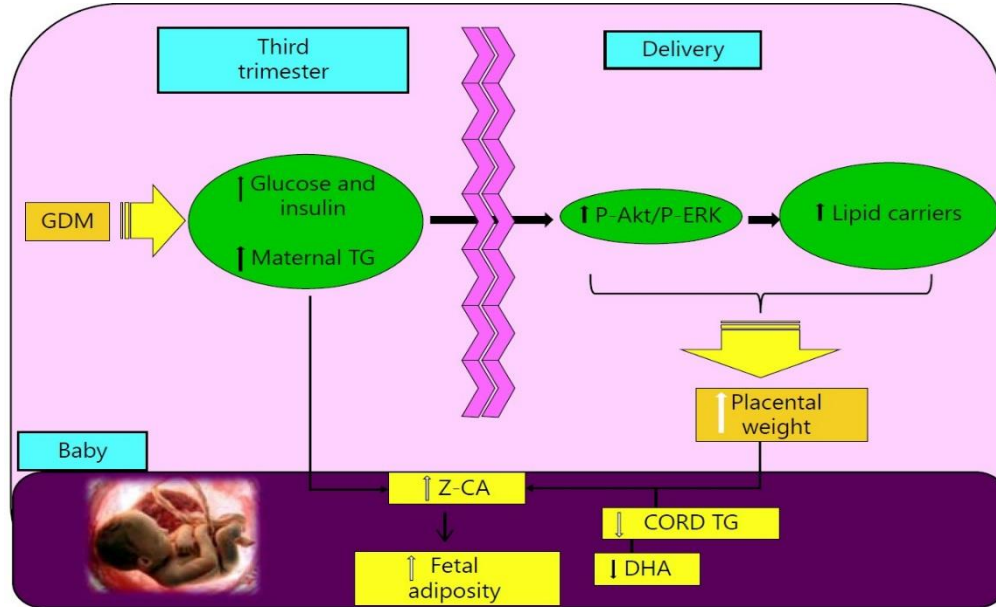 Third
trimester
Delivery
GDM
Glucose and
insulin
Maternal TG
P-Akt/P-ERK
Lipid carriers
Placental
weight
Baby
Z-CA
CORD TG
Fetal
adiposity
DHA